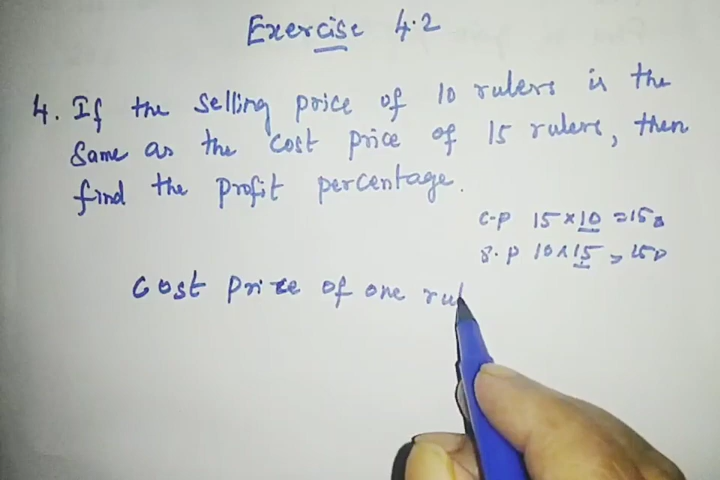 Exercise 4.2
4. If the selling price of 10 rulers is the
same as the cost price of 15 rulers, then
find the profit percentage.
C.P 15 × 10 = 150
S.P 10 × 15 = 150
Cost Price of one rul